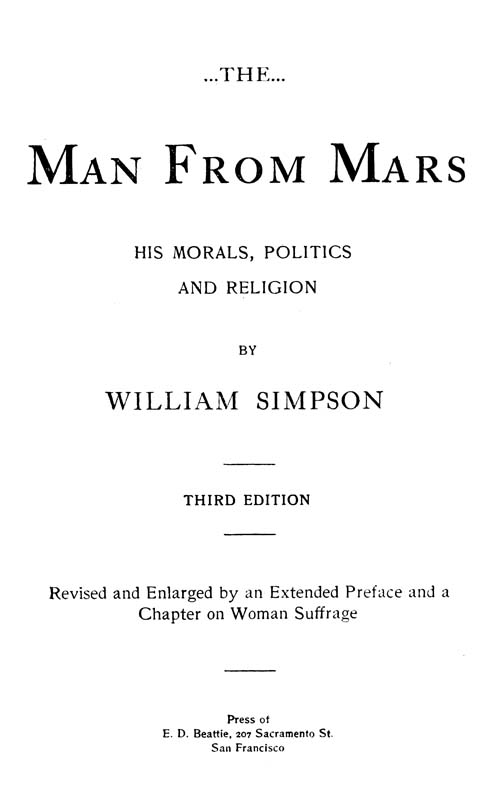 ...THE...
MAN FROM MARS
HIS MORALS, POLITICS
AND RELIGION
BY
WILLIAM SIMPSON
THIRD EDITION
Revised and Enlarged by an Extended Preface and a
Chapter on Woman Suffrage
Press of
E. D. Beattie, 207 Sacramento St.
San Francisco